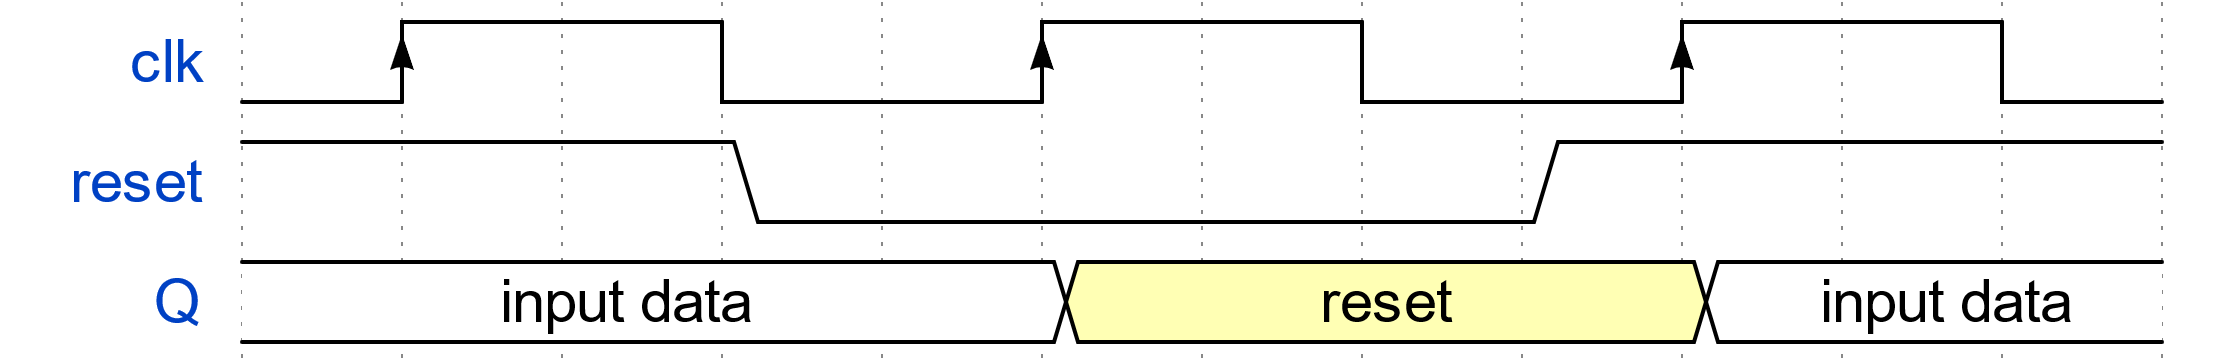 clk
reset
Q
input data
reset
input data